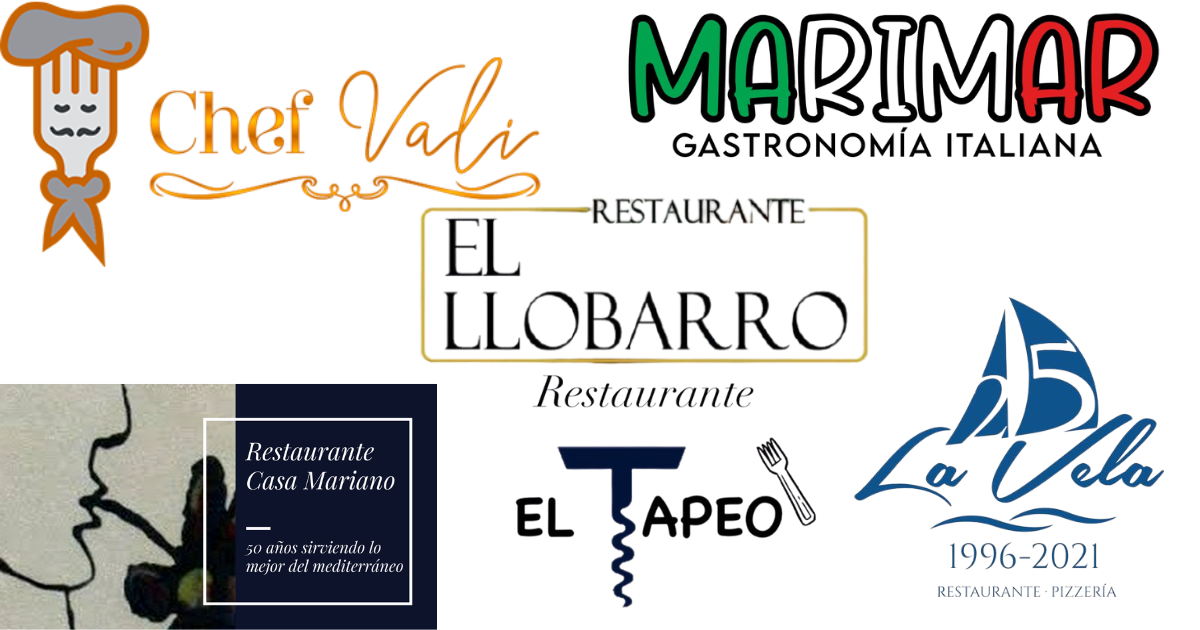 Chef Vali
MARIMAR
GASTRONOMÍA ITALIANA
RESTAURANTE
EL
LLOBARRO
Restaurante
EL TAPEO
Restaurante
Casa Mariano
50 años sirviendo lo
mejor del mediterráneo
25
La Vela
1996-2021
RESTAURANTE · PIZZERÍA